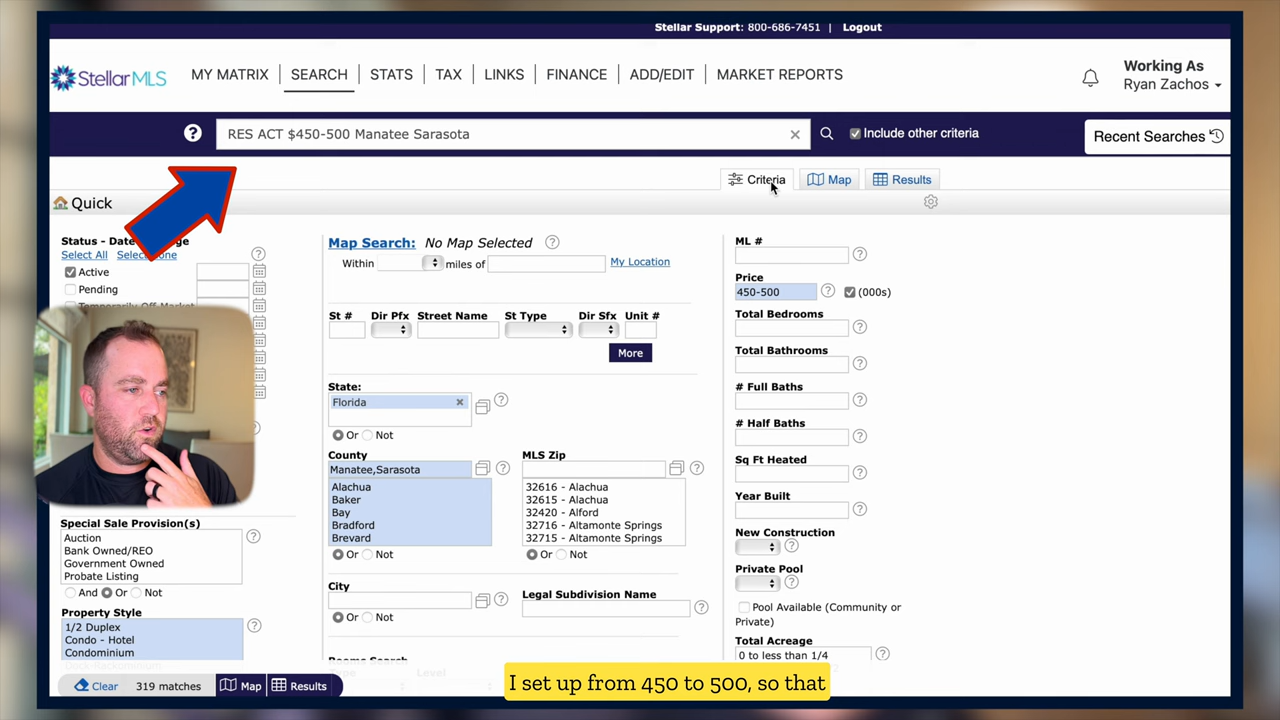 Stellar Support: 800-686-7451 | Logout
StellarMLS
MY MATRIX | SEARCH | STATS | TAX | LINKS | FINANCE | ADD/EDIT | MARKET REPORTS
Working As
Ryan Zachos
RES ACT $450-500 Manatee Sarasota
Include other criteria
Recent Searches
Criteria
Map
Results
Quick
Status - Date
Select All
Active
Pending
Temporarily Off-Market
Special Sale Provision(s)
Auction
Bank Owned/REO
Government Owned
Probate Listing
And Or Not
Property Style
1/2 Duplex
Condo - Hotel
Condominium
Map Search: No Map Selected
Within miles of My Location
St # Dir Pfx Street Name St Type Dir Sfx Unit #
More
State:
Florida
Or Not
County
Manatee,Sarasota
Alachua
Baker
Bay
Bradford
Brevard
Or Not
MLS Zip
32616 - Alachua
32615 - Alachua
32420 - Alford
32716 - Altamonte Springs
32715 - Altamonte Springs
Or Not
City
Or Not
Legal Subdivision Name
Rooms Search
Type Level
ML #
Price
450-500 (000s)
Total Bedrooms
Total Bathrooms
# Full Baths
# Half Baths
Sq Ft Heated
Year Built
New Construction
Private Pool
Pool Available (Community or
Private)
Total Acreage
0 to less than 1/4
Clear 319 matches Map Results
I set up from 450 to 500, so that